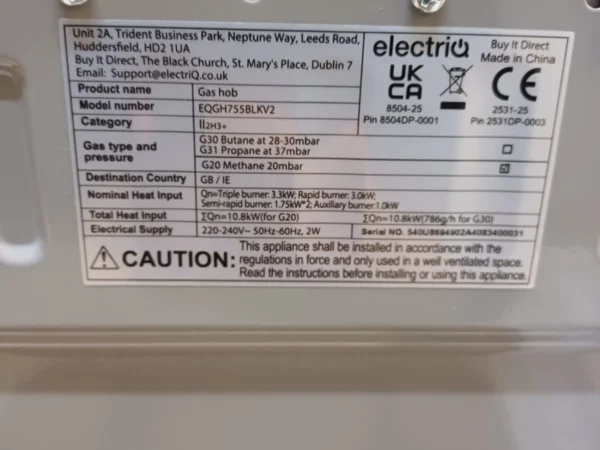 Unit 2A, Trident Business Park, Neptune Way, Leeds Road,
Huddersfield, HD2 1UA
Buy It Direct, The Black Church, St. Mary's Place, Dublin 7
Email: Support@electriQ.co.uk
electriQ
Buy It Direct
Made in China
UK
CA
CE
8504-25
Pin 8504DP-0001
2531-25
Pin 2531DP-0003
Product name Gas hob
Model number EQGH7S5BLKV2
Category II2H3+
Gas type and pressure
G30 Butane at 28-30mbar
G31 Propane at 37mbar
G20 Methane 20mbar
Destination Country GB / IE
Nominal Heat Input Qn=Triple burner: 3.3kW; Rapid burner: 3.0kW;
Semi-rapid burner: 1.75kW*2; Auxiliary burner:1.0kW
Total Heat Input ΣQn=10.8kW(for G20) ΣQn=10.8kW(786g/h for G30)
Electrical Supply 220-240V~ 50Hz-60Hz, 2W Serial NO.
CAUTION: This appliance shall be installed in accordance with the
regulations in force and only used in a well ventilated space.
Read the instructions before installing or using this appliance.